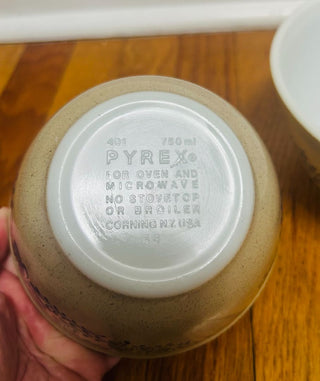 401 750 ml
PYREX®
FOR OVEN AND
MICROWAVE
NO STOVETOP
OR BROILER
CORNING N.Y. USA